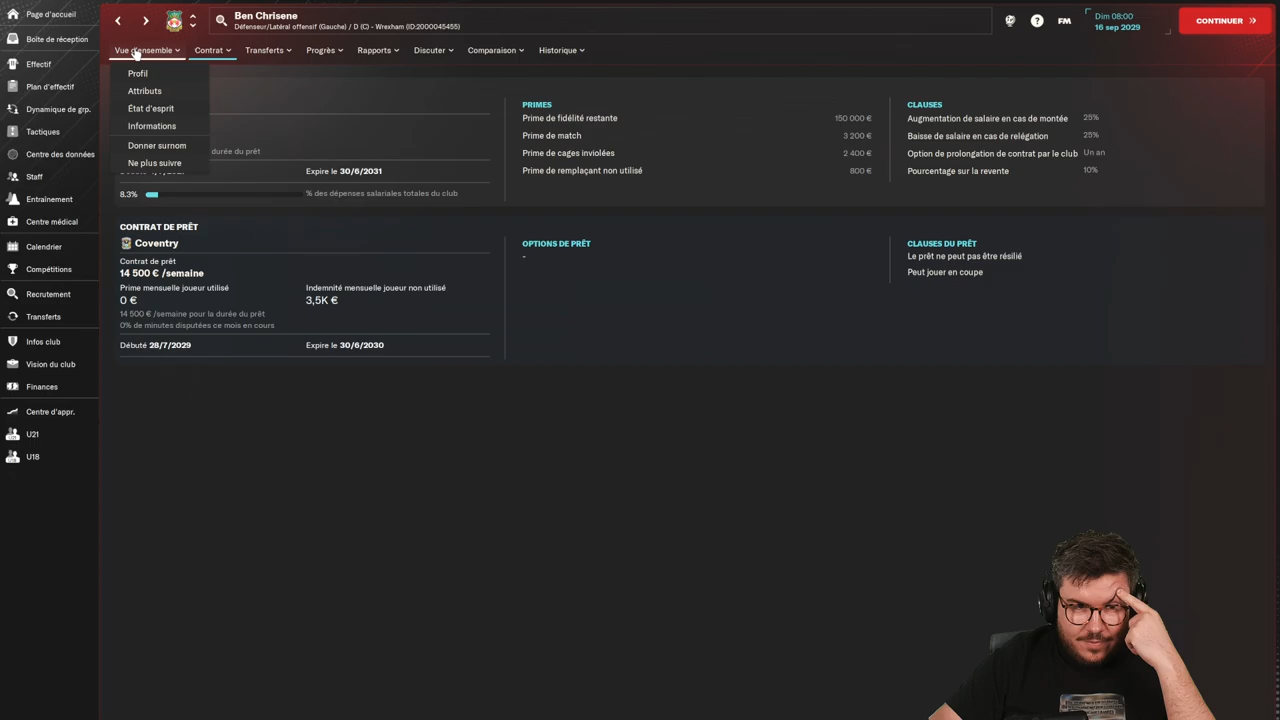 Page d'accueil
Boîte de réception
Effectif
Plan d'effectif
Dynamique de grp.
Tactiques
Centre des données
Staff
Entraînement
Centre médical
Calendrier
Compétitions
Recrutement
Transferts
Infos club
Vision du club
Finances
Centre d'appr.
U21
U18
Ben Chrisene
Défenseur/Latéral offensif (Gauche) / D (C) - Wrexham (ID:2000045455)
?
FM
Dim 08:00
16 sep 2029
CONTINUER
Vue d'ensemble
Contrat
Transferts
Progrès
Rapports
Discuter
Comparaison
Historique
Profil
Attributs
État d'esprit
Informations
Donner surnom
Ne plus suivre
durée du prêt
Expire le 30/6/2031
8.3%
% des dépenses salariales totales du club
PRIMES
Prime de fidélité restante 150 000 €
Prime de match 3 200 €
Prime de cages inviolées 2 400 €
Prime de remplaçant non utilisé 800 €
CLAUSES
Augmentation de salaire en cas de montée 25%
Baisse de salaire en cas de relégation 25%
Option de prolongation de contrat par le club Un an
Pourcentage sur la revente 10%
CONTRAT DE PRÊT
Coventry
Contrat de prêt
14 500 € /semaine
Prime mensuelle joueur utilisé Indemnité mensuelle joueur non utilisé
0 € 3,5K €
14 500 € /semaine pour la durée du prêt
0% de minutes disputées ce mois en cours
Débuté 28/7/2029 Expire le 30/6/2030
OPTIONS DE PRÊT
-
CLAUSES DU PRÊT
Le prêt ne peut pas être résilié
Peut jouer en coupe